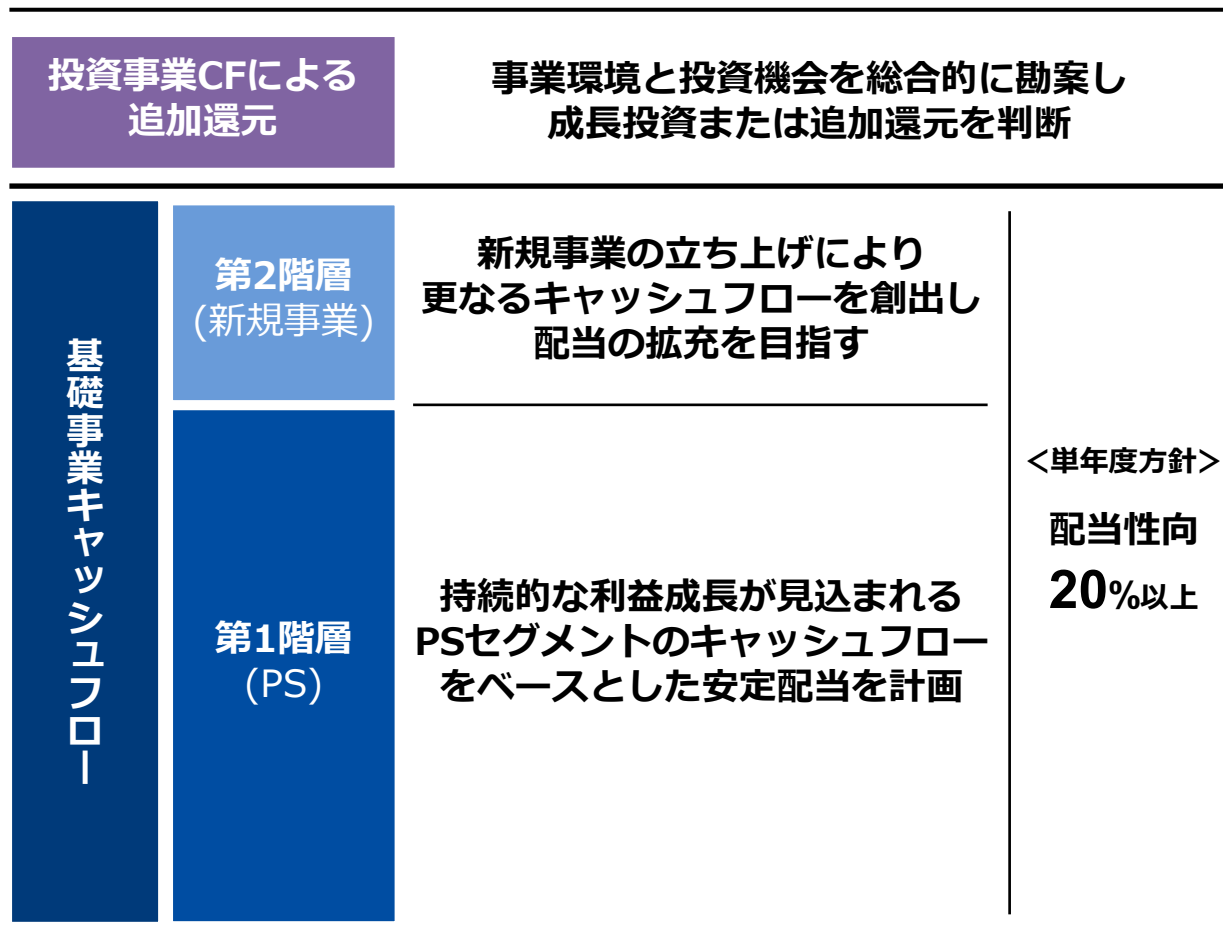 投資事業CFによる
追加還元
事業環境と投資機会を総合的に勘案し
成長投資または追加還元を判断
基礎事業キャッシュフロー
第2階層
(新規事業)
新規事業の立ち上げにより
更なるキャッシュフローを創出し
配当の拡充を目指す
第1階層
(PS)
持続的な利益成長が見込まれる
PSセグメントのキャッシュフロー
をベースとした安定配当を計画
＜単年度方針＞
配当性向
20%以上